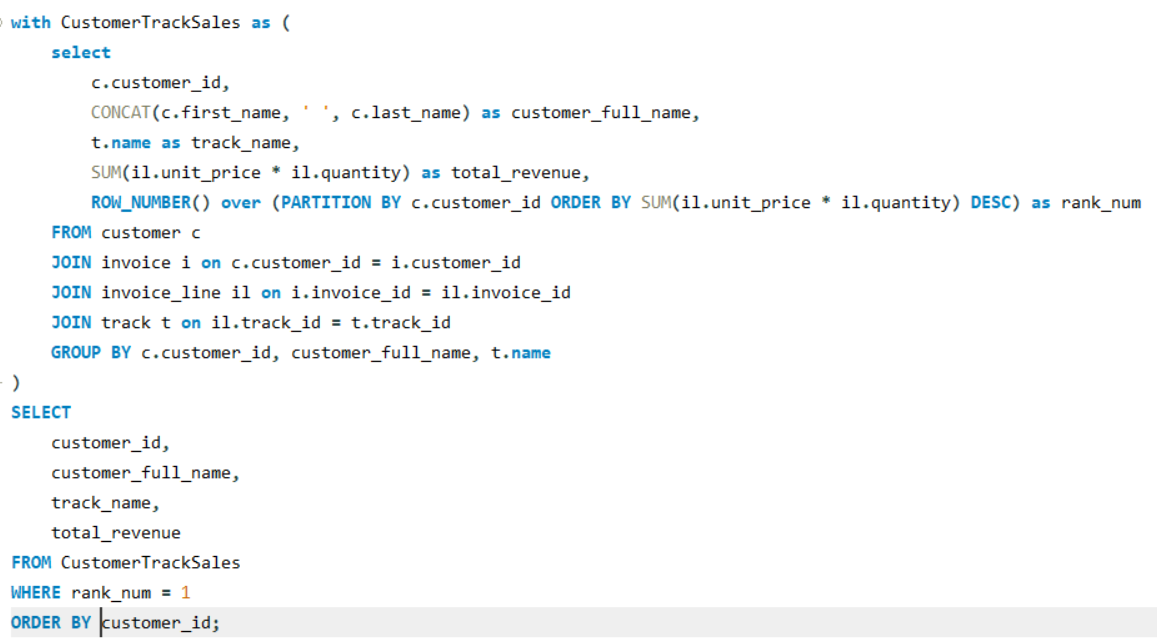 with CustomerTrackSales as (
    select
        c.customer_id,
        CONCAT(c.first_name, ' ', c.last_name) as customer_full_name,
        t.name as track_name,
        SUM(il.unit_price * il.quantity) as total_revenue,
        ROW_NUMBER() over (PARTITION BY c.customer_id ORDER BY SUM(il.unit_price * il.quantity) DESC) as rank_num
    FROM customer c
    JOIN invoice i on c.customer_id = i.customer_id
    JOIN invoice_line il on i.invoice_id = il.invoice_id
    JOIN track t on il.track_id = t.track_id
    GROUP BY c.customer_id, customer_full_name, t.name
)
SELECT
    customer_id,
    customer_full_name,
    track_name,
    total_revenue
FROM CustomerTrackSales
WHERE rank_num = 1
ORDER BY customer_id;